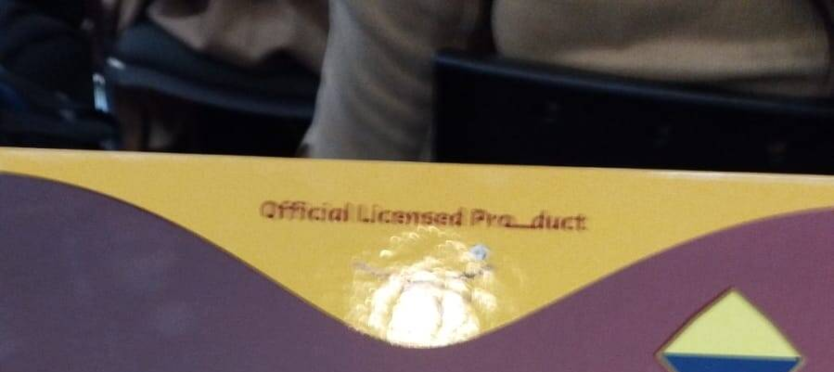 Official Licensed Pro_duct